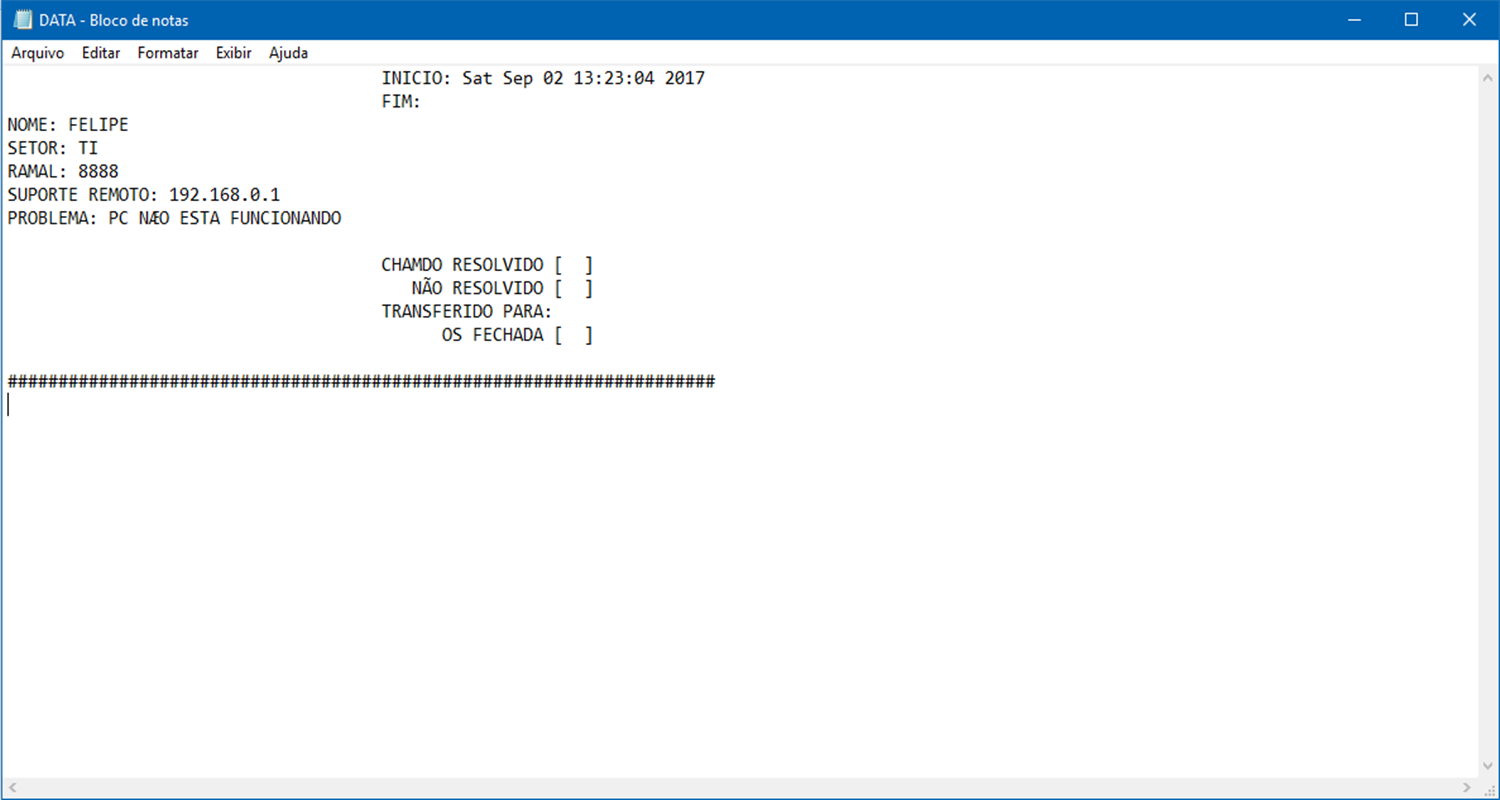 DATA - Bloco de notas
Arquivo Editar Formatar Exibir Ajuda
INICIO: Sat Sep 02 13:23:04 2017
FIM:
NOME: FELIPE
SETOR: TI
RAMAL: 8888
SUPORTE REMOTO: 192.168.0.1
PROBLEMA: PC NÆO ESTA FUNCIONANDO
CHAMDO RESOLVIDO [  ]
NÃO RESOLVIDO [  ]
TRANSFERIDO PARA:
OS FECHADA [  ]
######################################################################